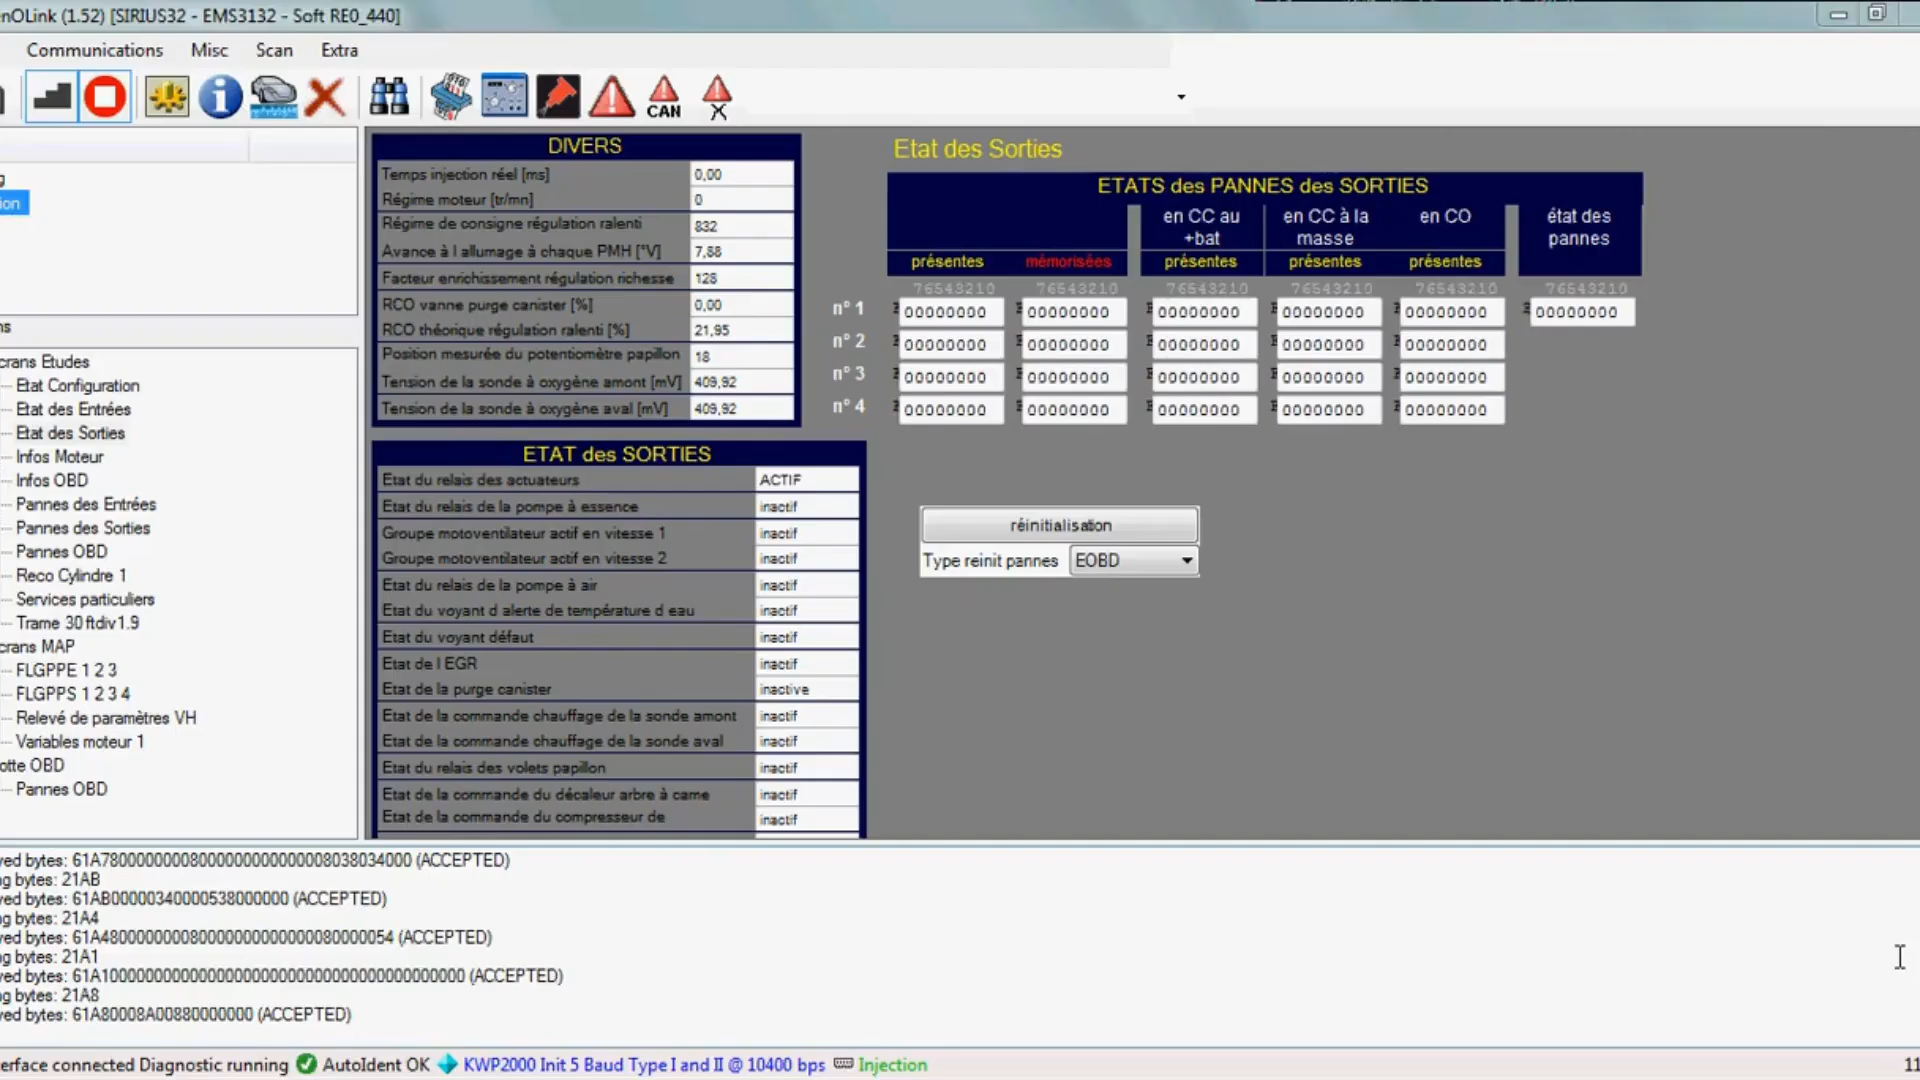 nOLink (1.52) [SIRIUS32 - EMS3132 - Soft RE0_440]
Communications Misc Scan Extra
CAN
ion
Ecrans Etudes
Etat Configuration
Etat des Entrées
Etat des Sorties
Infos Moteur
Infos OBD
Pannes des Entrées
Pannes des Sorties
Pannes OBD
Reco Cylindre 1
Services particuliers
Trame 30 ftdiv1.9
crans MAP
FLGPPE 1 2 3
FLGPPS 1 2 3 4
Relevé de paramètres VH
Variables moteur 1
otte OBD
Pannes OBD
DIVERS
Temps injection réel [ms] 0,00
Régime moteur [tr/mn] 0
Régime de consigne régulation ralenti 832
Avance à l allumage à chaque PMH [°V] 7,88
Facteur enrichissement régulation richesse 128
RCO vanne purge canister [%] 0,00
RCO théorique régulation ralenti [%] 21,95
Position mesurée du potentiomètre papillon 18
Tension de la sonde à oxygène amont [mV] 409,92
Tension de la sonde à oxygène aval [mV] 409,92
ETAT des SORTIES
Etat du relais des actuateurs ACTIF
Etat du relais de la pompe à essence inactif
Groupe motoventilateur actif en vitesse 1 inactif
Groupe motoventilateur actif en vitesse 2 inactif
Etat du relais de la pompe à air inactif
Etat du voyant d alerte de température d eau inactif
Etat du voyant défaut inactif
Etat de l EGR inactif
Etat de la purge canister inactive
Etat de la commande chauffage de la sonde amont inactif
Etat de la commande chauffage de la sonde aval inactif
Etat du relais des volets papillon inactif
Etat de la commande du décaleur arbre à came inactif
Etat de la commande du compresseur de inactif
Etat des Sorties
ETATS des PANNES des SORTIES
en CC au +bat en CC à la masse en CO état des pannes
présentes mémorisées présentes présentes présentes
76543210 76543210 76543210 76543210 76543210 76543210
n° 1 00000000 00000000 00000000 00000000 00000000 00000000
n° 2 00000000 00000000 00000000 00000000 00000000
n° 3 00000000 00000000 00000000 00000000 00000000
n° 4 00000000 00000000 00000000 00000000 00000000
réinitialisation
Type reinit pannes EOBD
ved bytes: 61A780000000080000000000000008038034000 (ACCEPTED)
g bytes: 21AB
ved bytes: 61AB00000340000538000000 (ACCEPTED)
g bytes: 21A4
ved bytes: 61A48000000080000000000000080000054 (ACCEPTED)
g bytes: 21A1
ved bytes: 61A10000000000000000000000000000000000000000 (ACCEPTED)
g bytes: 21A8
ved bytes: 61A80008A00880000000 (ACCEPTED)
erface connected Diagnostic running AutoIdent OK KWP2000 Init 5 Baud Type I and II @ 10400 bps Injection 11